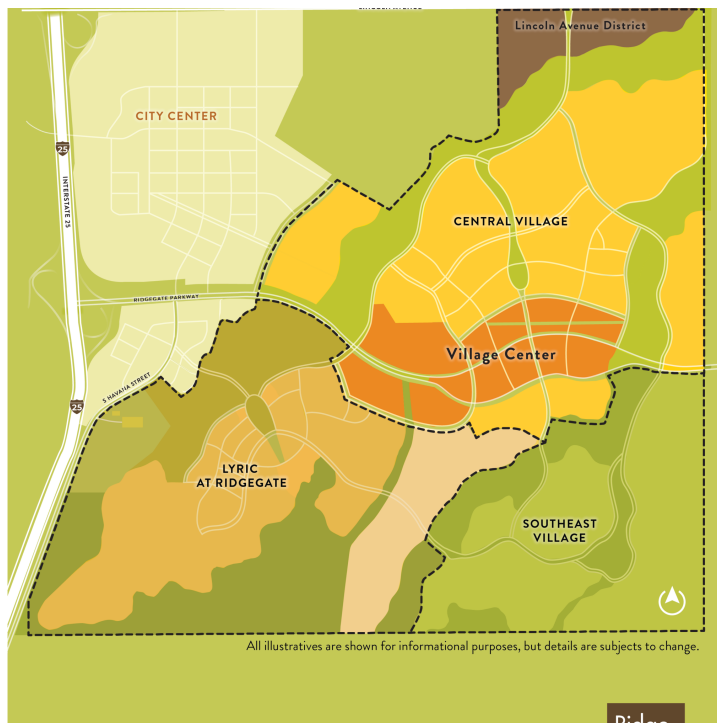 Lincoln Avenue District
CITY CENTER
25
INTERSTATE 25
CENTRAL VILLAGE
RIDGEGATE PARKWAY
Village Center
S HAVANA STREET
25
LYRIC
AT RIDGEGATE
SOUTHEAST
VILLAGE
All illustratives are shown for informational purposes, but details are subject to change.